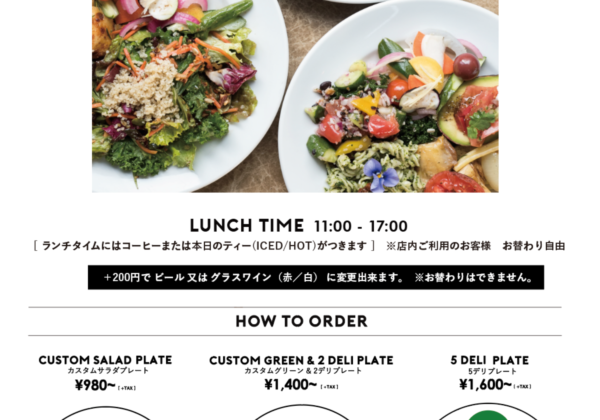 LUNCH TIME 11:00 - 17:00
[ ランチタイムにはコーヒーまたは本日のティー(ICED/HOT)がつきます ] ※店内ご利用のお客様 お替わり自由
+200円で ビール 又は グラスワイン（赤／白） に変更出来ます。 ※お替わりはできません。
HOW TO ORDER
CUSTOM SALAD PLATE
カスタムサラダプレート
¥980~ [ +TAX ]
CUSTOM GREEN & 2 DELI PLATE
カスタムグリーン & 2デリプレート
¥1,400~ [ +TAX ]
5 DELI PLATE
5デリプレート
¥1,600~ [ +TAX ]